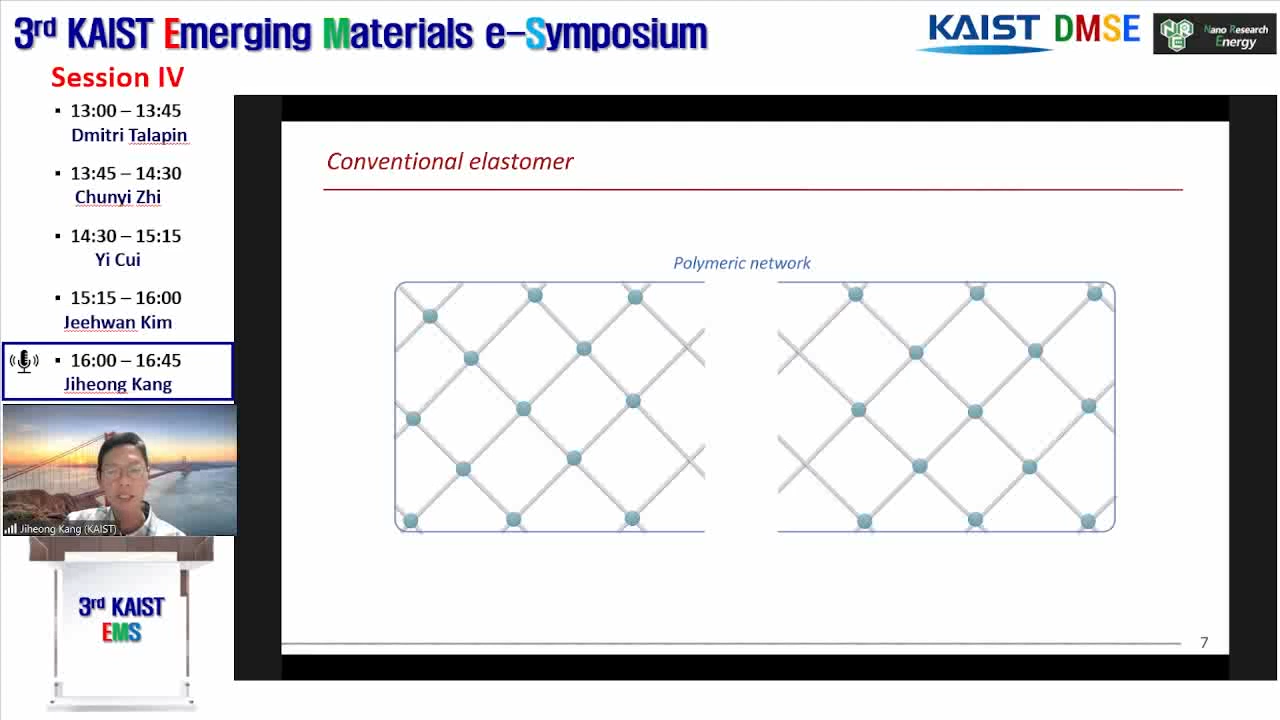 3rd KAIST Emerging Materials e-Symposium
KAIST DMSE
NRE
Nano Research
Energy
Session IV
▪ 13:00 – 13:45
Dmitri Talapin
▪ 13:45 – 14:30
Chunyi Zhi
▪ 14:30 – 15:15
Yi Cui
▪ 15:15 – 16:00
Jeehwan Kim
▪ 16:00 – 16:45
Jiheong Kang
Jiheong Kang (KAIST)
3rd KAIST
EMS
Conventional elastomer
Polymeric network
7